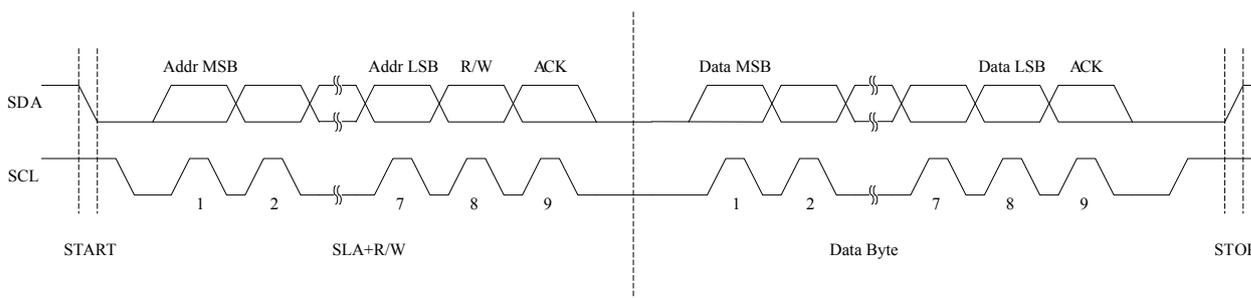 Addr MSB Addr LSB R/W ACK Data MSB Data LSB ACK
SDA
SCL
1 2 7 8 9 1 2 7 8 9
START SLA+R/W Data Byte